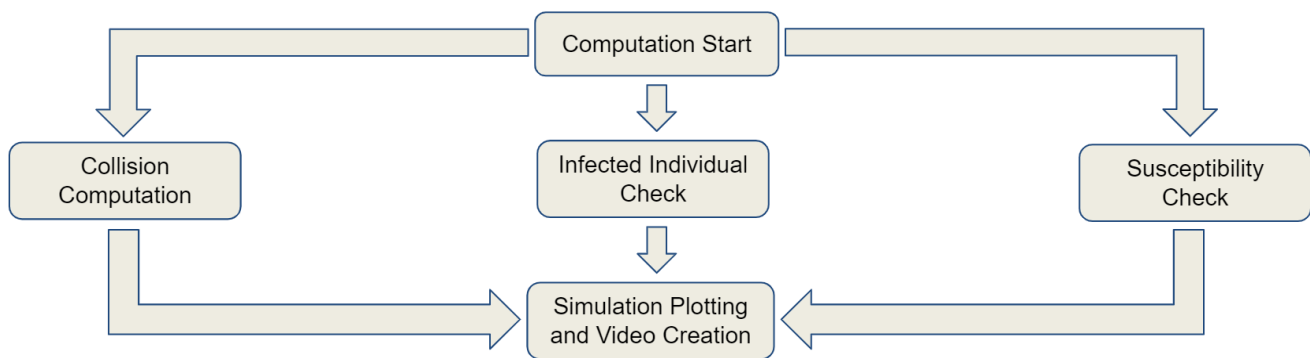 Computation Start
Collision
Computation
Infected Individual
Check
Susceptibility
Check
Simulation Plotting
and Video Creation